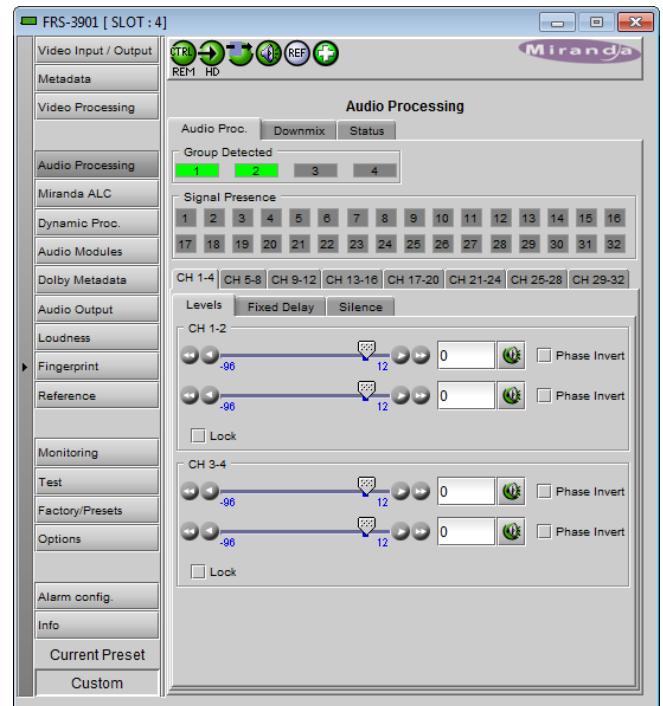 FRS-3901 [ SLOT : 4]
Video Input / Output
Metadata
Video Processing
Audio Processing
Miranda ALC
Dynamic Proc.
Audio Modules
Dolby Metadata
Audio Output
Loudness
Fingerprint
Reference
Monitoring
Test
Factory/Presets
Options
Alarm config.
Info
Current Preset
Custom
CTRL REF
REM HD
Miranda
Audio Processing
Audio Proc. Downmix Status
Group Detected
1 2 3 4
Signal Presence
1 2 3 4 5 6 7 8 9 10 11 12 13 14 15 16
17 18 19 20 21 22 23 24 25 26 27 28 29 30 31 32
CH 1-4 CH 5-8 CH 9-12 CH 13-16 CH 17-20 CH 21-24 CH 25-28 CH 29-32
Levels Fixed Delay Silence
CH 1-2
-96 12 0 Phase Invert
-96 12 0 Phase Invert
Lock
CH 3-4
-96 12 0 Phase Invert
-96 12 0 Phase Invert
Lock